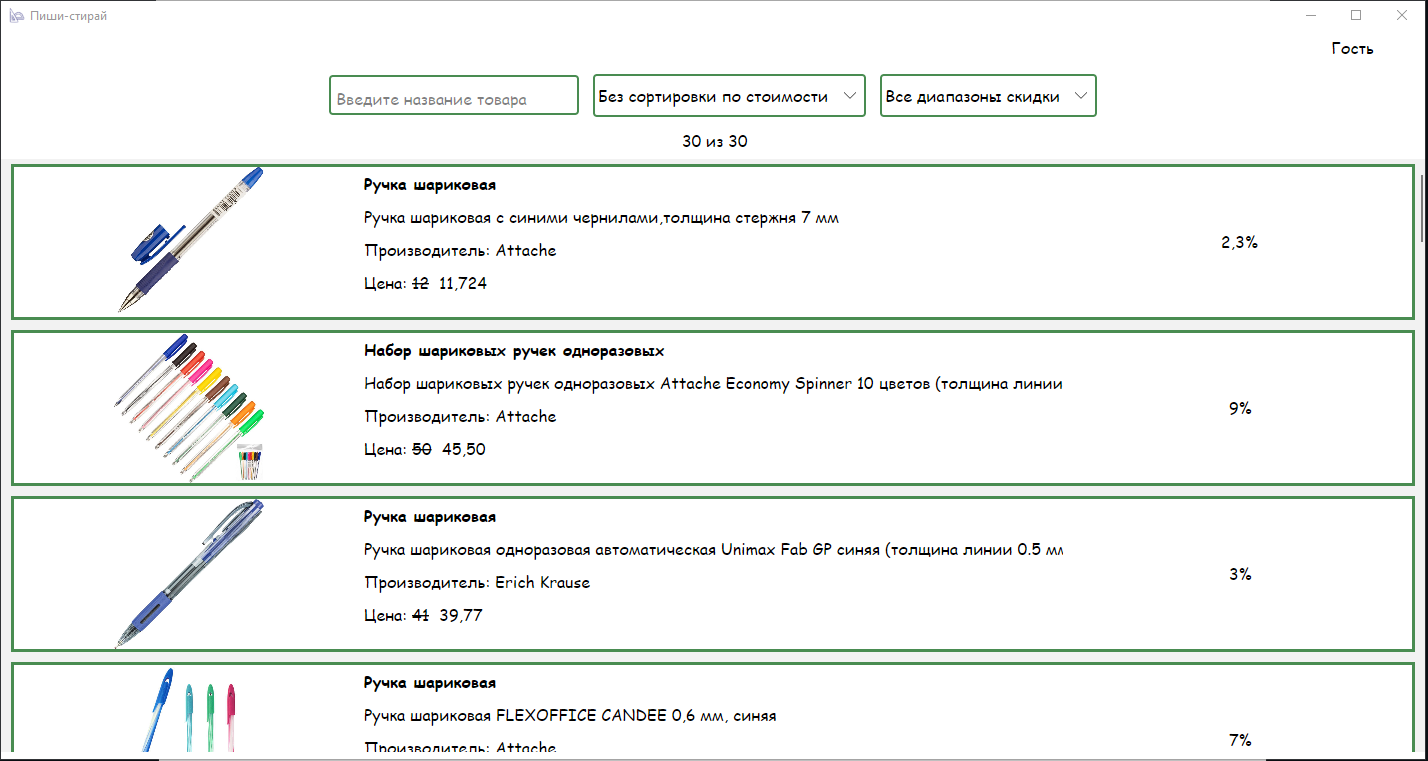 Пиши-стирай
Гость
Введите название товара
Без сортировки по стоимости
Все диапазоны скидки
30 из 30
Ручка шариковая
Ручка шариковая с синими чернилами,толщина стержня 7 мм
Производитель: Attache
Цена: 12 11,724
2,3%
Набор шариковых ручек одноразовых
Набор шариковых ручек одноразовых Attache Economy Spinner 10 цветов (толщина линии
Производитель: Attache
Цена: 50 45,50
9%
Ручка шариковая
Ручка шариковая одноразовая автоматическая Unimax Fab GP синяя (толщина линии 0.5 мм
Производитель: Erich Krause
Цена: 41 39,77
3%
Ручка шариковая
Ручка шариковая FLEXOFFICE CANDEE 0,6 мм, синяя
Производитель: Attache
7%